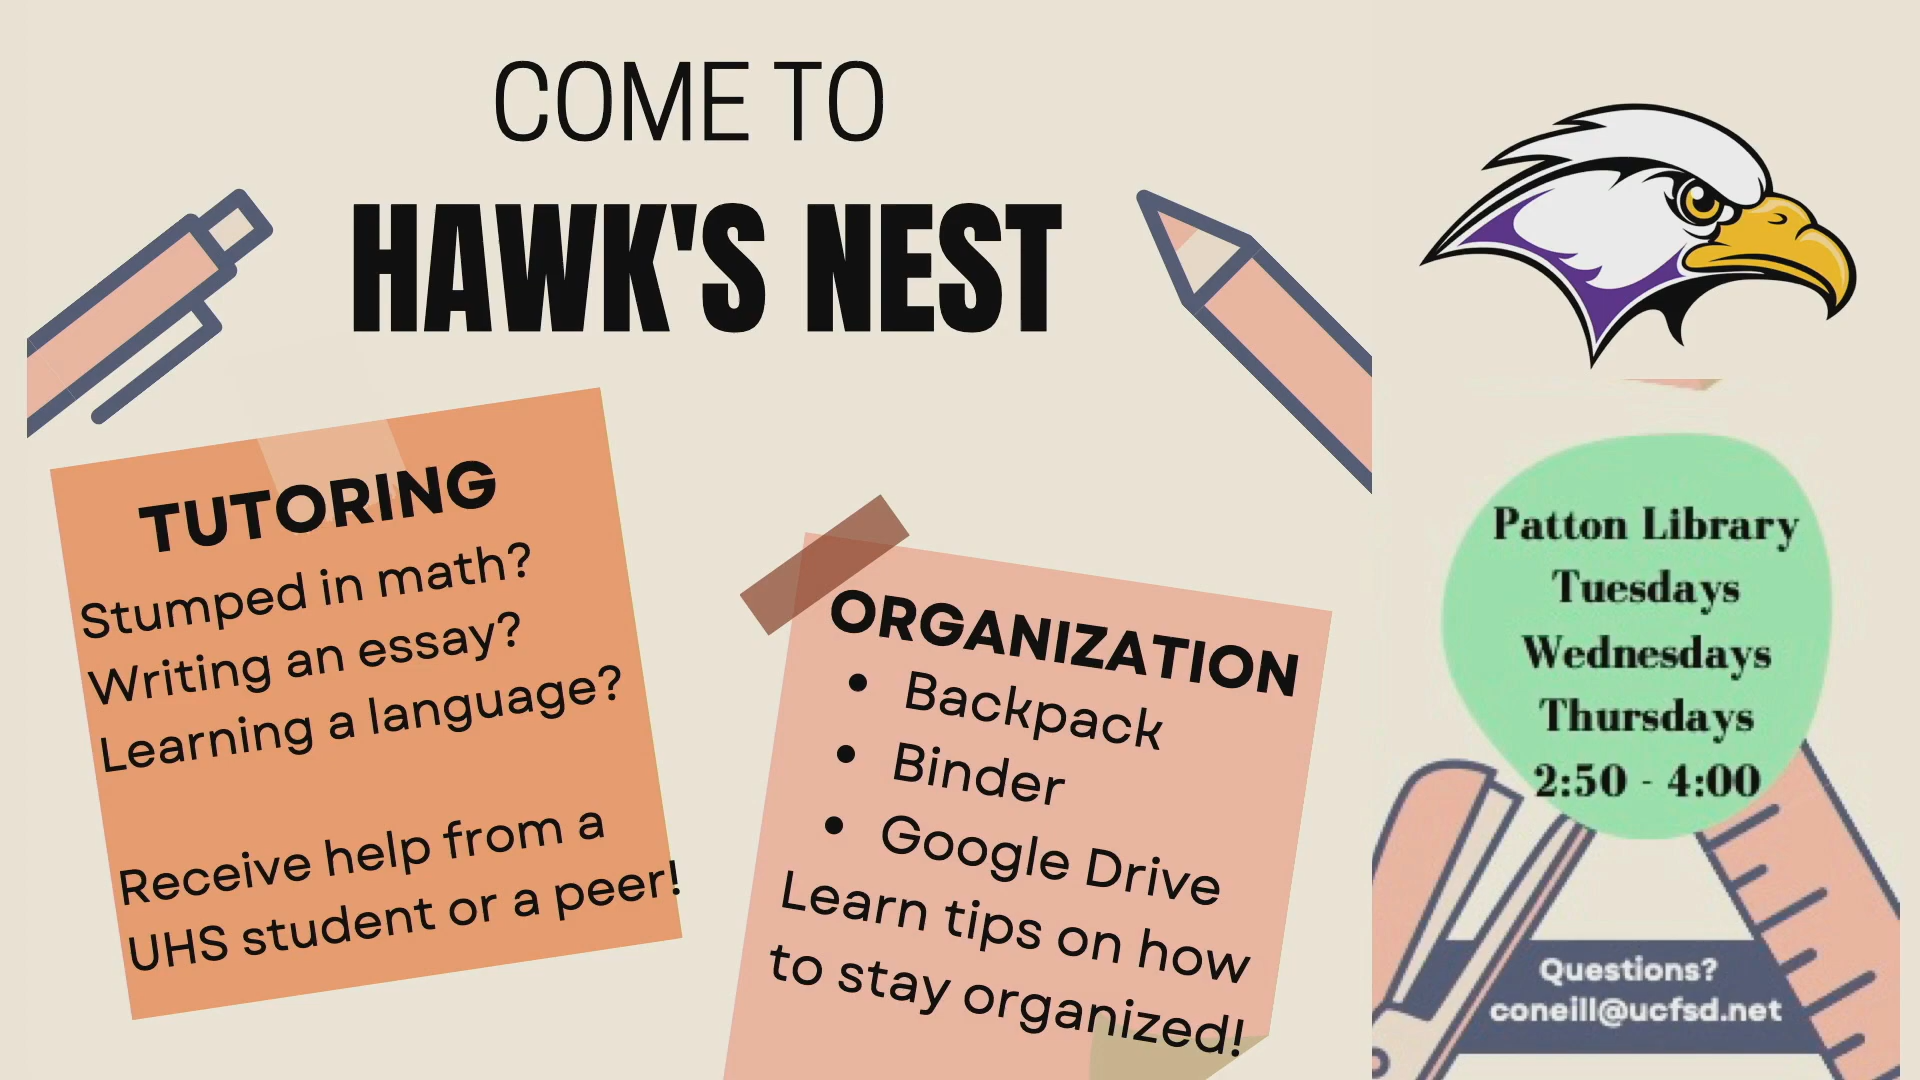 COME TO
HAWK'S NEST
TUTORING
Stumped in math?
Writing an essay?
Learning a language?
Receive help from a
UHS student or a peer!
ORGANIZATION
• Backpack
• Binder
• Google Drive
Learn tips on how
to stay organized!
Patton Library
Tuesdays
Wednesdays
Thursdays
2:50 - 4:00
Questions?
coneill@ucfsd.net